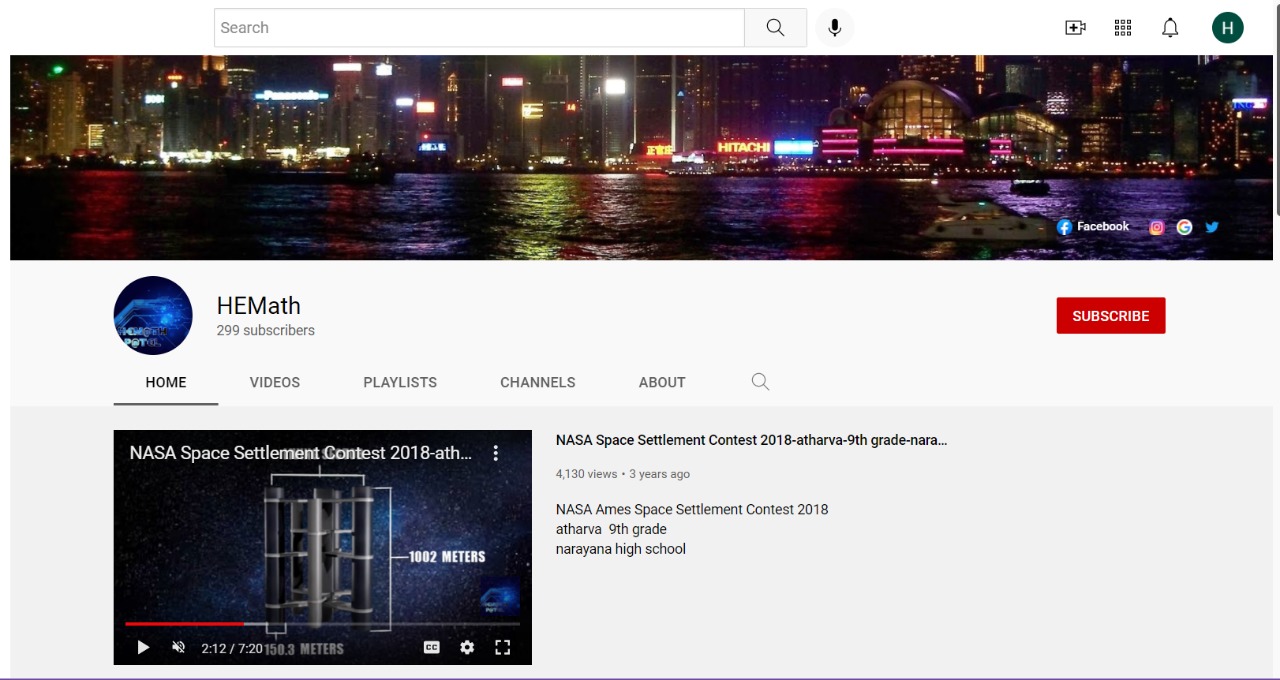 Search
H
Panasonic
HITACHI
Facebook
HEMath
299 subscribers
SUBSCRIBE
HOME
VIDEOS
PLAYLISTS
CHANNELS
ABOUT
NASA Space Settlement Contest 2018-ath...
1002 METERS
2:12 / 7:20
150.3 METERS
CC
NASA Space Settlement Contest 2018-atharva-9th grade-nara...
4,130 views • 3 years ago
NASA Ames Space Settlement Contest 2018
atharva 9th grade
narayana high school